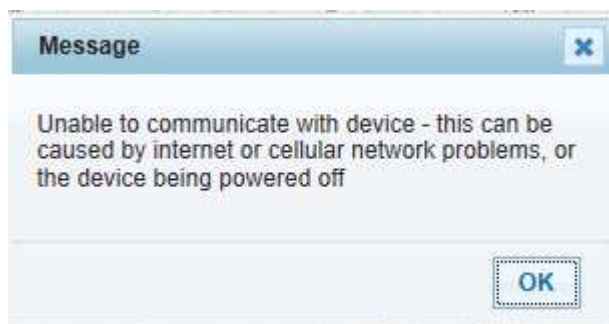 Message
Unable to communicate with device - this can be
caused by internet or cellular network problems, or
the device being powered off
OK